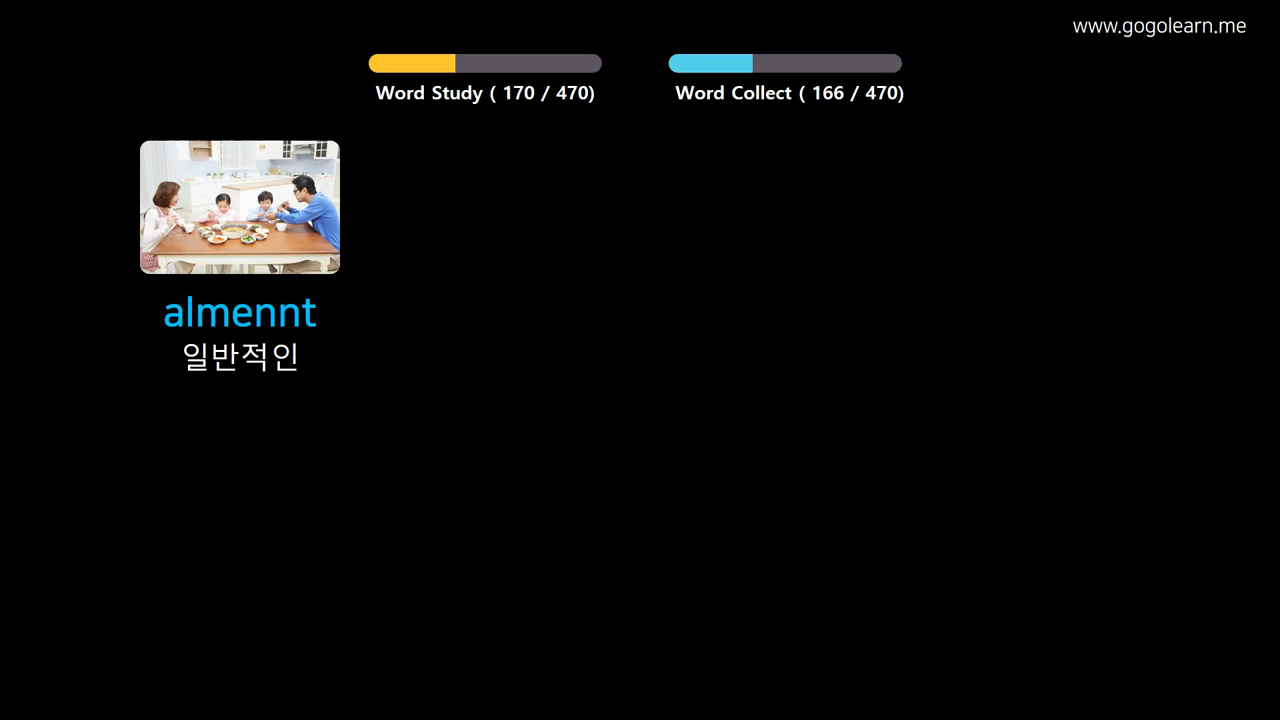 www.gogolearn.me
Word Study ( 170 / 470)
Word Collect ( 166 / 470)
almennt
일반적인